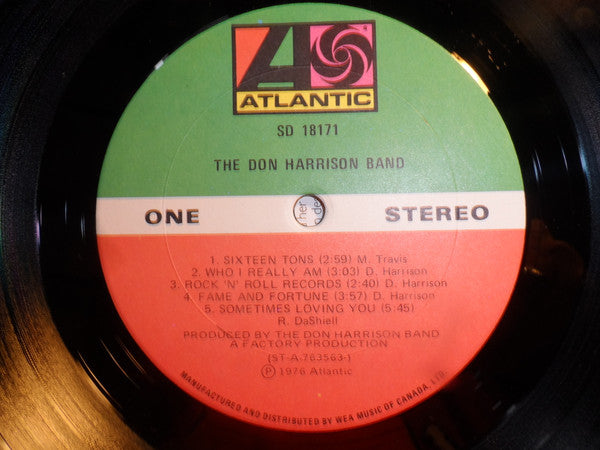 ATLANTIC
SD 18171
THE DON HARRISON BAND
ONE STEREO
1. SIXTEEN TONS (2:59) M. Travis
2. WHO I REALLY AM (3:03) D. Harrison
3. ROCK 'N' ROLL RECORDS (2:40) D. Harrison
4. FAME AND FORTUNE (3:57) D. Harrison
5. SOMETIMES LOVING YOU (5:45)
R. DaShiell
PRODUCED BY THE DON HARRISON BAND
A FACTORY PRODUCTION
(ST-A-763563-)
Ⓟ 1976 Atlantic
MANUFACTURED AND DISTRIBUTED BY WEA MUSIC OF CANADA, LTD.